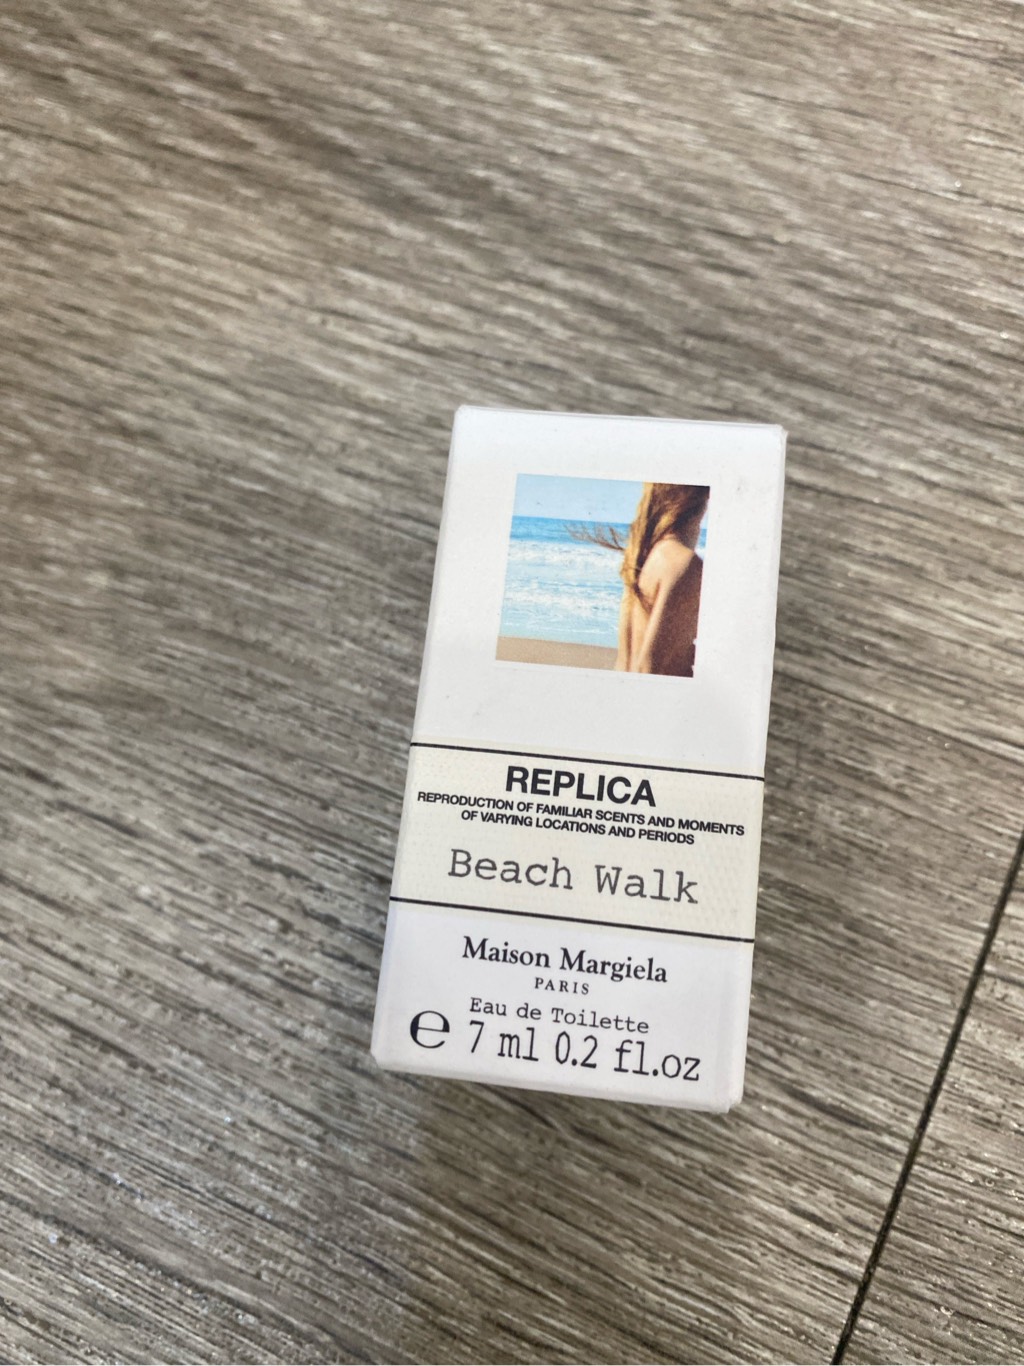 REPLICA
REPRODUCTION OF FAMILIAR SCENTS AND MOMENTS
OF VARYING LOCATIONS AND PERIODS
Beach Walk
Maison Margiela
PARIS
Eau de Toilette
℮ 7 ml 0.2 fl.oz